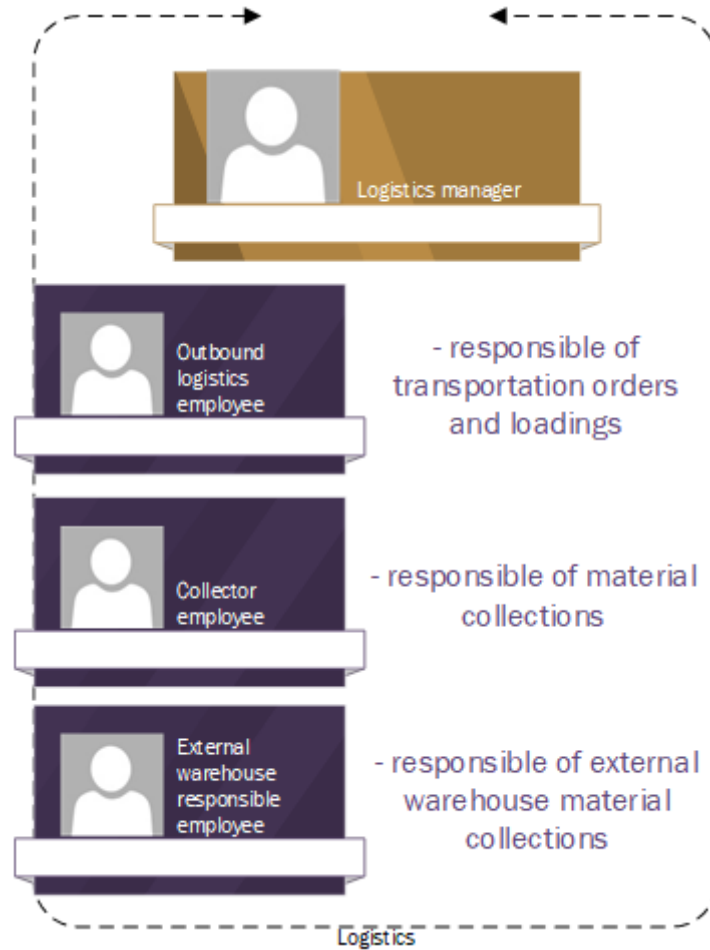 Logistics manager
Outbound
logistics
employee
- responsible of
transportation orders
and loadings
Collector
employee
- responsible of material
collections
External
warehouse
responsible
employee
- responsible of external
warehouse material
collections
Logistics